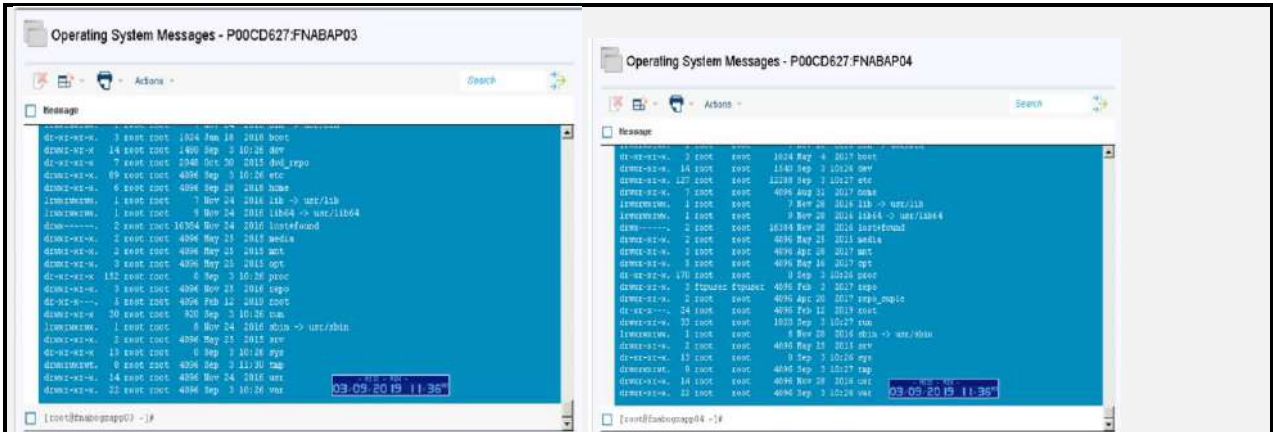 Operating System Messages - P00CD627:FNABAP03
Actions
Search
Message
dr-xr-xr-x. 3 root root 1024 Jan 18 2018 boot
drwxr-xr-x 14 root root 1460 Sep 3 10:26 dev
drwxr-xr-x 7 root root 2048 Oct 30 2015 dvd_repo
drwxr-xr-x. 89 root root 4096 Sep 3 10:26 etc
drwxr-xr-x. 6 root root 4096 Sep 28 2018 home
lrwxrwxrwx. 1 root root 7 Nov 24 2016 lib -> usr/lib
lrwxrwxrwx. 1 root root 9 Nov 24 2016 lib64 -> usr/lib64
drwx------. 2 root root 16384 Nov 24 2016 lost+found
drwxr-xr-x. 2 root root 4096 May 25 2015 media
drwxr-xr-x. 2 root root 4096 May 25 2015 mnt
drwxr-xr-x. 3 root root 4096 May 25 2015 opt
dr-xr-xr-x 152 root root 0 Sep 3 10:26 proc
drwxr-xr-x. 3 root root 4096 Nov 25 2016 repo
dr-xr-x---. root root 4096 Feb 12 2019 root
drwxr-xr-x 30 root root 920 Sep 3 10:26 run
lrwxrwxrwx. 1 root root 8 Nov 24 2016 sbin -> usr/sbin
drwxr-xr-x. 2 root root 4096 May 25 2015 srv
dr-xr-xr-x 13 root root 0 Sep 3 10:26 sys
drwxrwxrwt. 8 root root 4096 Sep 3 11:30 tmp
drwxr-xr-x. 14 root root 4096 Nov 24 2016 usr
drwxr-xr-x. 22 root root 4096 Sep 3 10:26 var
03-09-2019 11-36
[root@fnabognapp03 ~]#
Operating System Messages - P00CD627:FNABAP04
Actions
Search
Message
dr-xr-xr-x. 3 root root 1024 May 4 2017 boot
drwxr-xr-x. 14 root root 1540 Sep 3 10:26 dev
drwxr-xr-x. 127 root root 12288 Sep 3 10:27 etc
drwxr-xr-x. 7 root root 4096 Aug 31 2017 home
lrwxrwxrwx. 1 root root 7 Nov 28 2016 lib -> usr/lib
lrwxrwxrwx. 1 root root 9 Nov 28 2016 lib64 -> usr/lib64
drwx------. 2 root root 16384 Nov 28 2016 lost+found
drwxr-xr-x. 2 root root 4096 May 25 2015 media
drwxr-xr-x. root root 4096 Apr 28 2017 mnt
drwxr-xr-x. 3 root root 4096 May 16 2017 opt
dr-xr-xr-x. 170 root root 0 Sep 3 10:26 proc
drwxr-xr-x. 3 ftpuser ftpuser 4096 Feb 3 2017 repo
drwxr-xr-x. 2 root root 4096 Apr 20 2017
dr-xr-x---. 24 root root 4096 Feb 12 2019 root
drwxr-xr-x. 33 root root Sep 3 10:27 run
lrwxrwxrwx. 1 root root 8 Nov 28 2016 sbin -> usr/sbin
drwxr-xr-x. 2 root root 4096 May 25 2015 srv
dr-xr-xr-x. 13 root root 0 Sep 3 10:26 sys
drwxrwxrwt. 9 root root 4096 Sep 3 10:27 tmp
drwxr-xr-x. 14 root root 4096 Nov 28 2016 usr
drwxr-xr-x. 22 root root 4096 Sep 3 10:26 var
03-09-2019 11-36
[root@fnabognapp04 ~]#